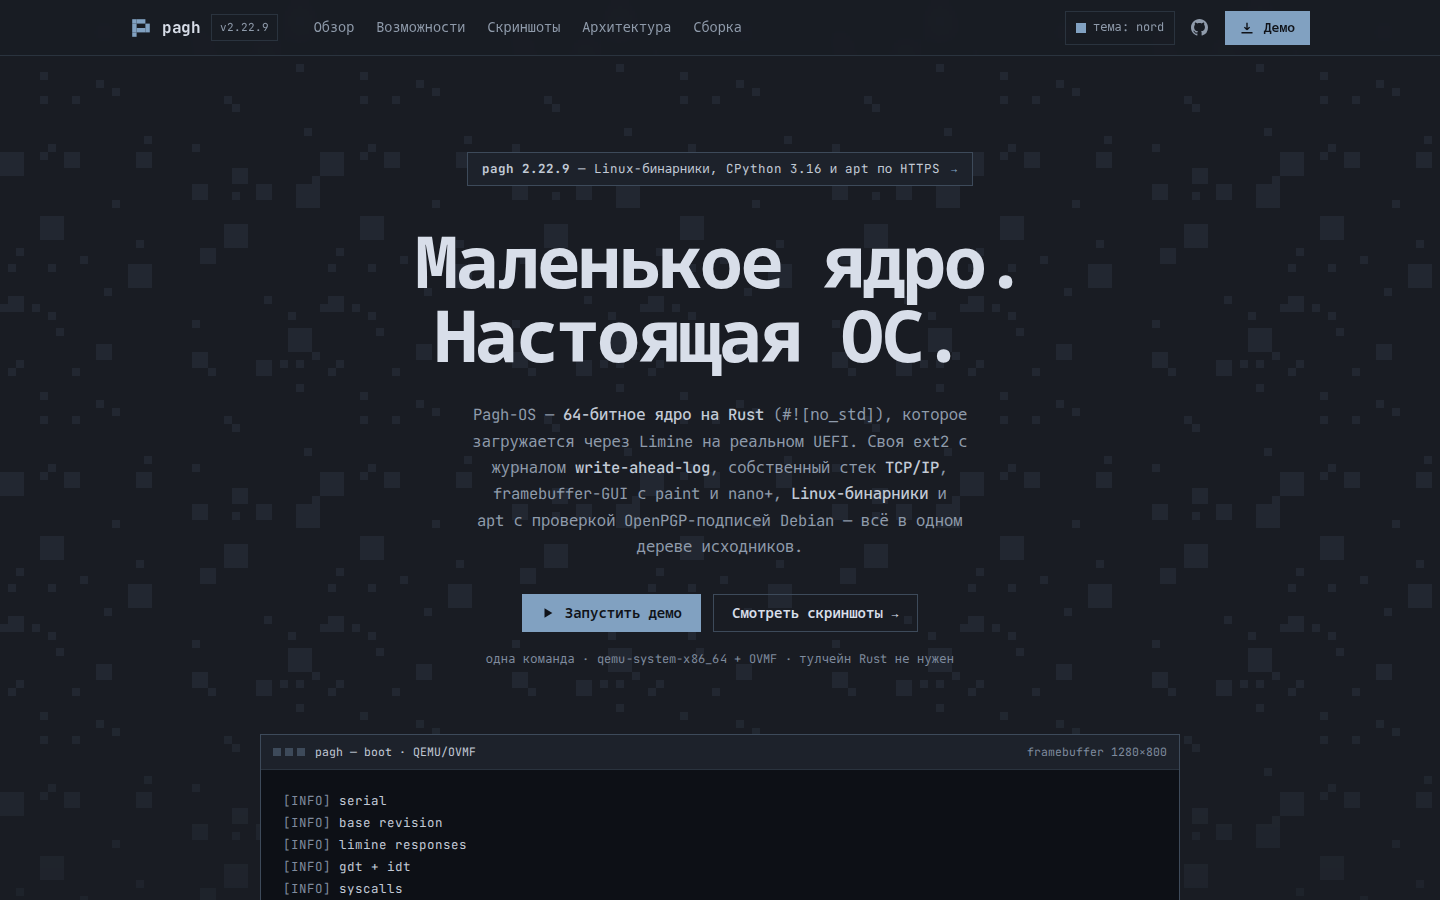 pagh v2.22.9 Обзор Возможности Скриншоты Архитектура Сборка тема: nord Демо
pagh 2.22.9 — Linux-бинарники, CPython 3.16 и apt по HTTPS →
Маленькое ядро.
Настоящая ОС.
Pagh-OS — 64-битное ядро на Rust (#![no_std]), которое
загружается через Limine на реальном UEFI. Своя ext2 с
журналом write-ahead-log, собственный стек TCP/IP,
framebuffer-GUI с paint и nano+, Linux-бинарники и
apt с проверкой OpenPGP-подписей Debian — всё в одном
дереве исходников.
Запустить демо Смотреть скриншоты →
одна команда · qemu-system-x86_64 + OVMF · тулчейн Rust не нужен
pagh — boot · QEMU/OVMF framebuffer 1280×800
[INFO] serial
[INFO] base revision
[INFO] limine responses
[INFO] gdt + idt
[INFO] syscalls